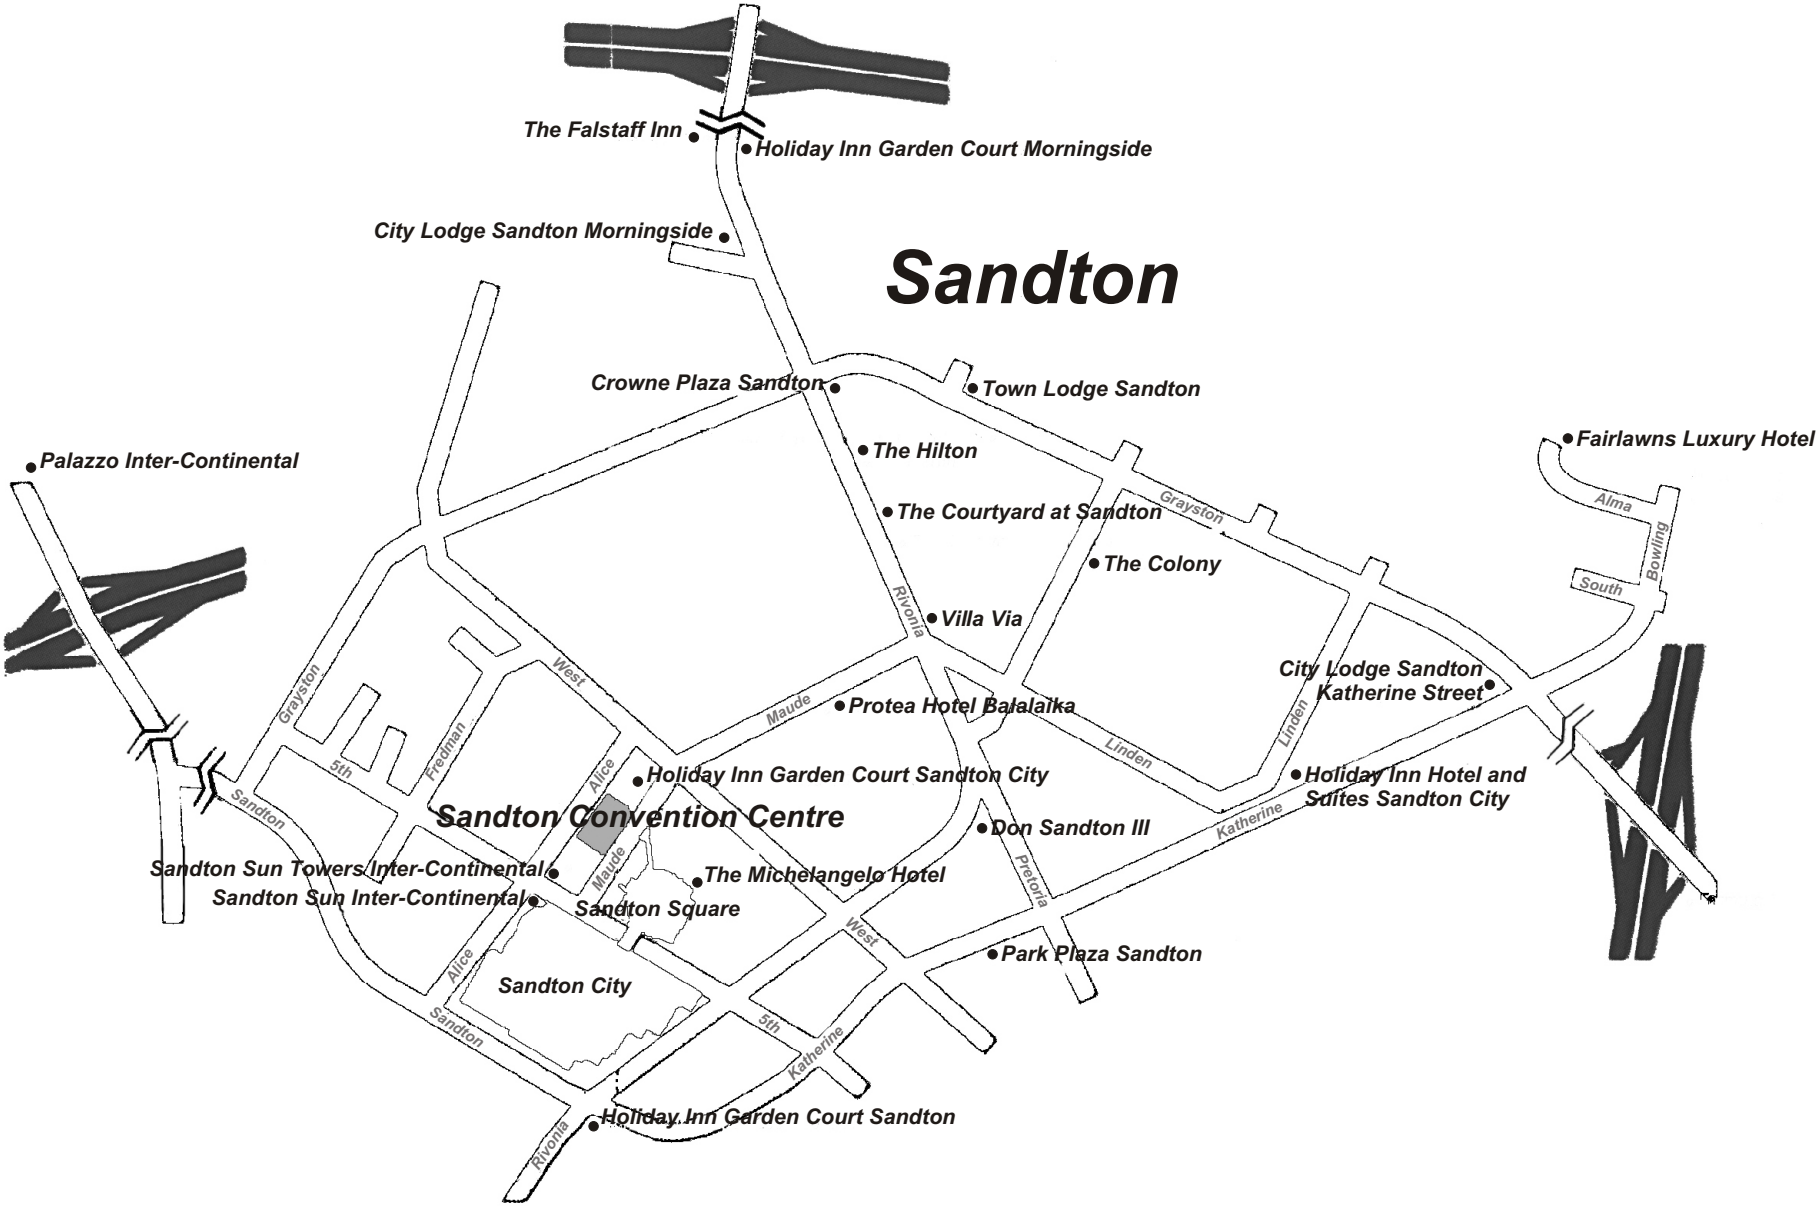 The Falstaff Inn
Holiday Inn Garden Court Morningside
City Lodge Sandton Morningside
Sandton
Crowne Plaza Sandton
Town Lodge Sandton
Fairlawns Luxury Hotel
The Hilton
Palazzo Inter-Continental
Alma
Grayston
The Courtyard at Sandton
Bowling
The Colony
South
Rivonia
Villa Via
West
City Lodge Sandton
Katherine Street
Grayston
Maude
Protea Hotel Balalaika
Linden
Fredman
Linden
5th
Alice
Holiday Inn Garden Court Sandton City
Holiday Inn Hotel and
Suites Sandton City
Sandton
Sandton Convention Centre
Katherine
Don Sandton III
Sandton Sun Towers Inter-Continental
Maude
The Michelangelo Hotel
Pretoria
Sandton Sun Inter-Continental
Sandton Square
West
Park Plaza Sandton
Alice
Sandton City
Sandton
5th
Katherine
Holiday Inn Garden Court Sandton
Rivonia